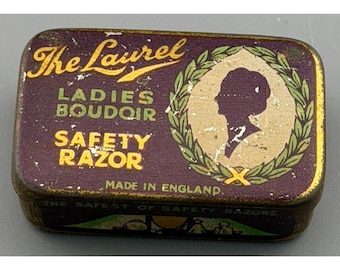 The Laurel
LADIES
BOUDOIR
SAFETY
RAZOR
MADE IN ENGLAND.
THE SAFEST OF SAFETY RAZORS